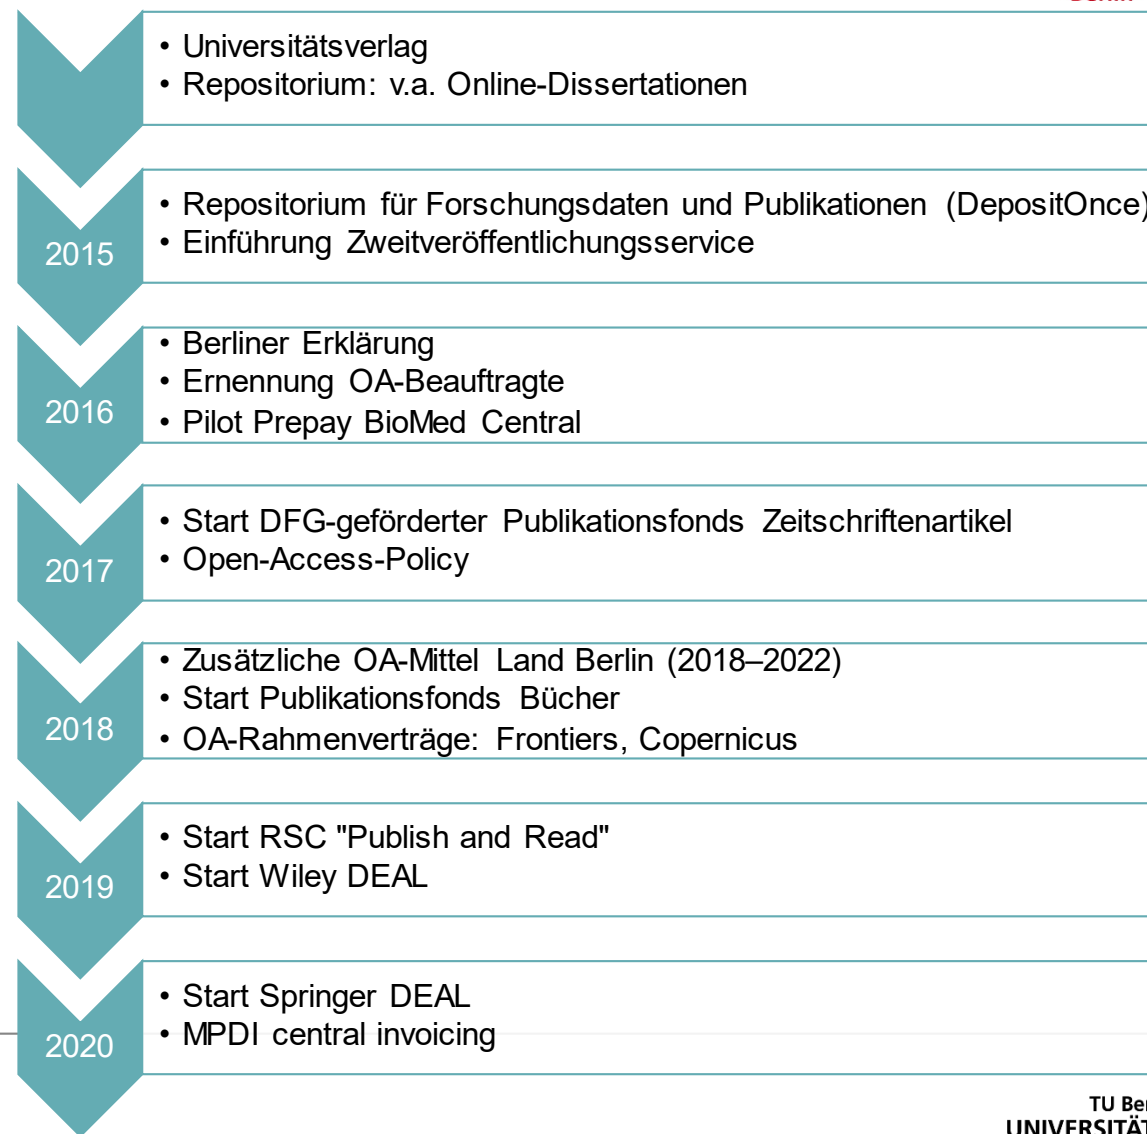 Berlin
• Universitätsverlag
• Repositorium: v.a. Online-Dissertationen
2015
• Repositorium für Forschungsdaten und Publikationen (DepositOnce)
• Einführung Zweitveröffentlichungsservice
2016
• Berliner Erklärung
• Ernennung OA-Beauftragte
• Pilot Prepay BioMed Central
2017
• Start DFG-geförderter Publikationsfonds Zeitschriftenartikel
• Open-Access-Policy
2018
• Zusätzliche OA-Mittel Land Berlin (2018–2022)
• Start Publikationsfonds Bücher
• OA-Rahmenverträge: Frontiers, Copernicus
2019
• Start RSC "Publish and Read"
• Start Wiley DEAL
2020
• Start Springer DEAL
• MPDI central invoicing
TU Ber
UNIVERSITÄT